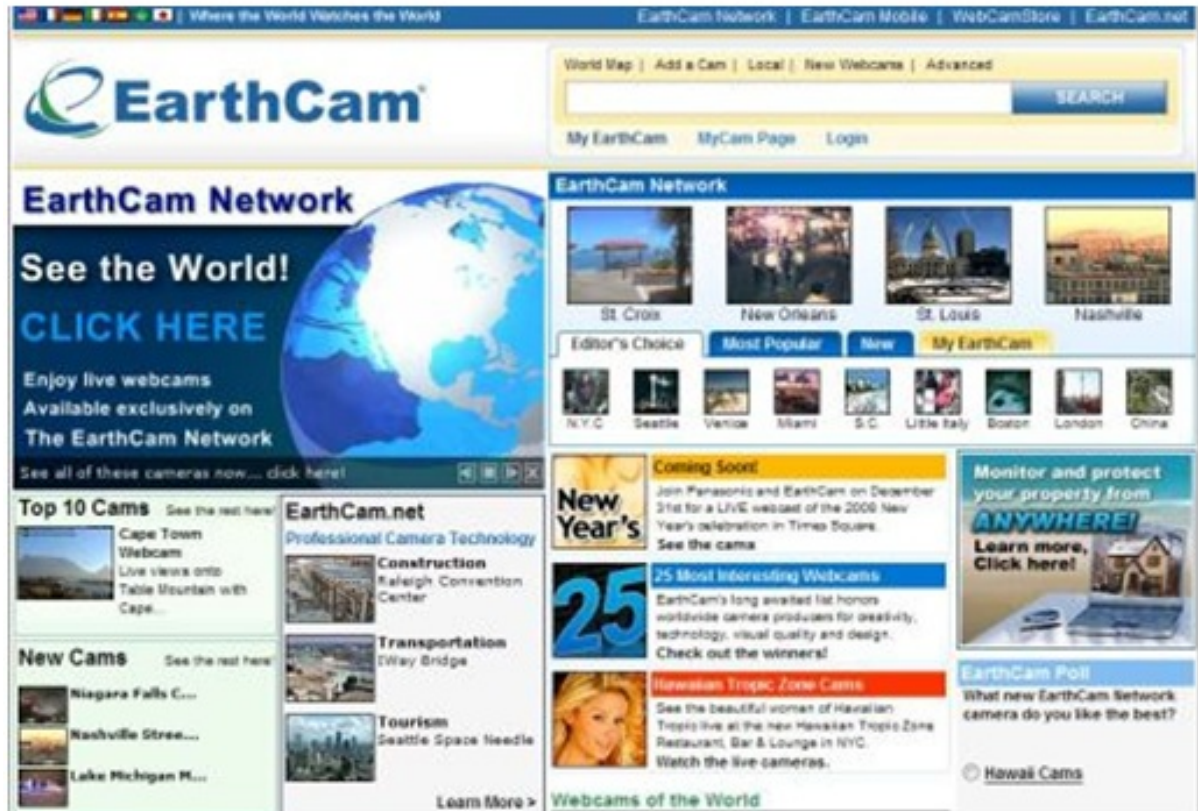 Where the World Watches the World
EarthCam Network | EarthCam Mobile | WebCamStore | EarthCam.net
EarthCam
World Map | Add a Cam | Local | New Webcams | Advanced
SEARCH
My EarthCam MyCam Page Login
EarthCam Network
See the World!
CLICK HERE
Enjoy live webcams
Available exclusively on
The EarthCam Network
See all of these cameras now... click here!
EarthCam Network
St. Croix New Orleans St. Louis Nashville
Editor's Choice Most Popular New My EarthCam
N.Y.C Seattle Venice Miami S.C. Little Italy Boston London China
Top 10 Cams See the rest here!
Cape Town
Webcam
Live views onto
Table Mountain with
Cape...
New Cams See the rest here!
Niagara Falls C...
Nashville Stree...
Lake Michigan M...
EarthCam.net
Professional Camera Technology
Construction
Raleigh Convention
Center
Transportation
IWay Bridge
Tourism
Seattle Space Needle
Learn More >
New
Year's
Coming Soon!
Join Panasonic and EarthCam on December
31st for a LIVE webcast of the 2008 New
Year's celebration in Times Square.
See the cams
25
25 Most Interesting Webcams
EarthCam's long awaited list honors
worldwide camera producers for creativity,
technology, visual quality and design.
Check out the winners!
Hawaiian Tropic Zone Cams
See the beautiful women of Hawaiian
Tropic live at the new Hawaiian Tropic Zone
Restaurant, Bar & Lounge in NYC.
Watch the live cameras.
Webcams of the World
Monitor and protect
your property from
ANYWHERE!
Learn more,
Click here!
EarthCam Poll
What new EarthCam Network
camera do you like the best?
Hawaii Cams